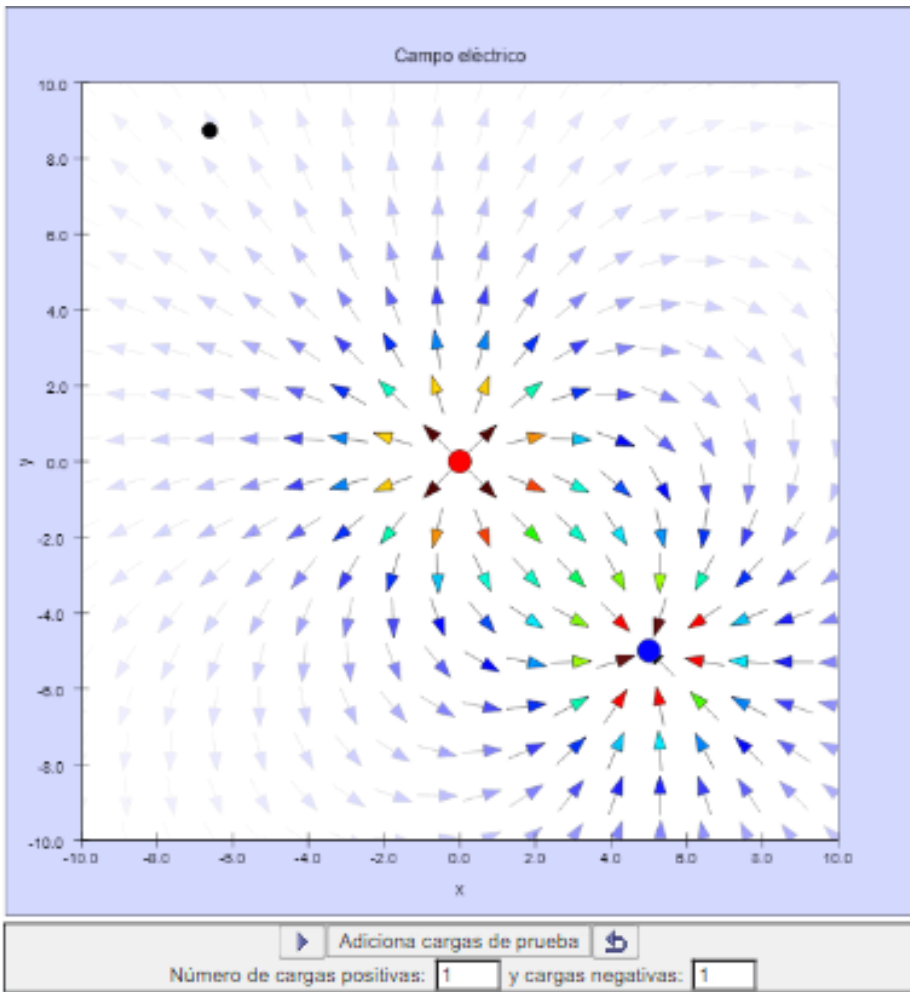 Campo eléctrico
10.0
8.0
6.0
4.0
2.0
0.0
y
-2.0
-4.0
-6.0
-8.0
-10.0
-10.0 -8.0 -6.0 -4.0 -2.0 0.0 2.0 4.0 6.0 8.0 10.0
x
Adiciona cargas de prueba
Número de cargas positivas: 1 y cargas negativas: 1